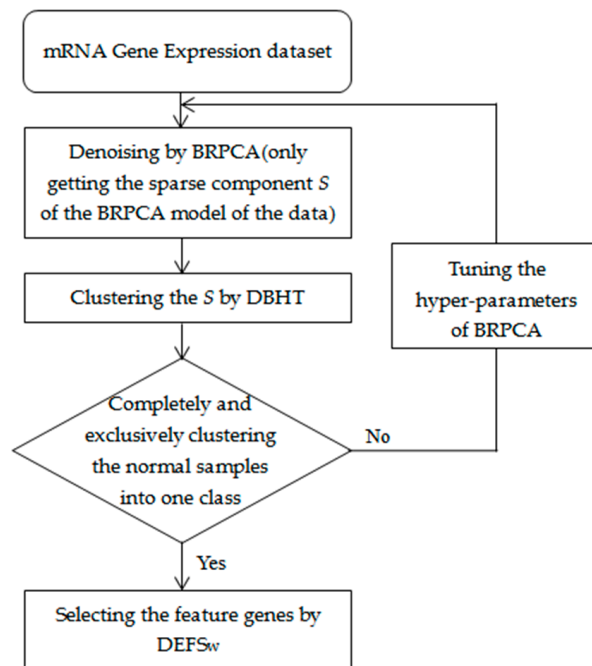 mRNA Gene Expression dataset
Denoising by BRPCA(only
getting the sparse component S
of the BRPCA model of the data)
Tuning the
hyper-parameters
of BRPCA
Clustering the S by DBHT
Completely and
exclusively clustering
the normal samples
into one class
No
Yes
Selecting the feature genes by
DEFSw